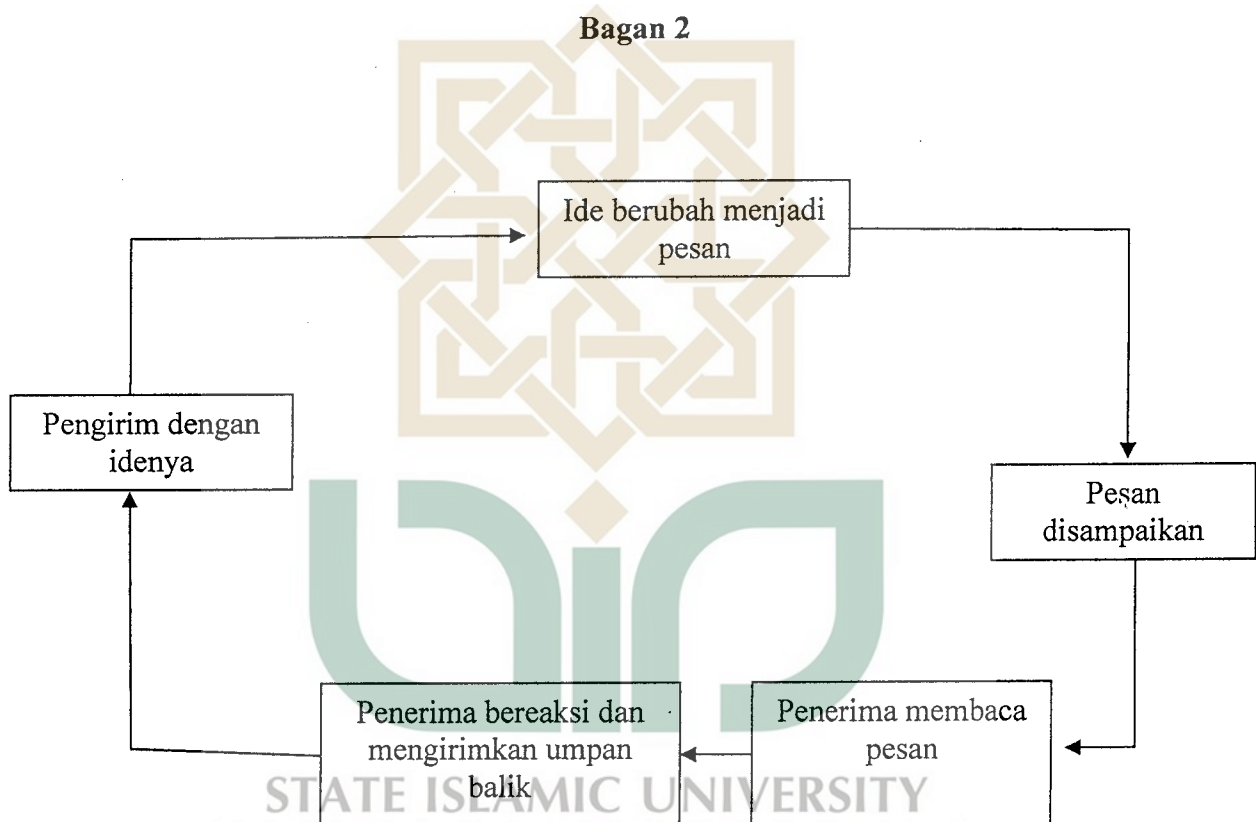 Bagan 2
Ide berubah menjadi
pesan
Pengirim dengan
idenya
Pesan
disampaikan
Penerima membaca
pesan
Penerima bereaksi dan
mengirimkan umpan
balik
STATE ISLAMIC UNIVERSITY